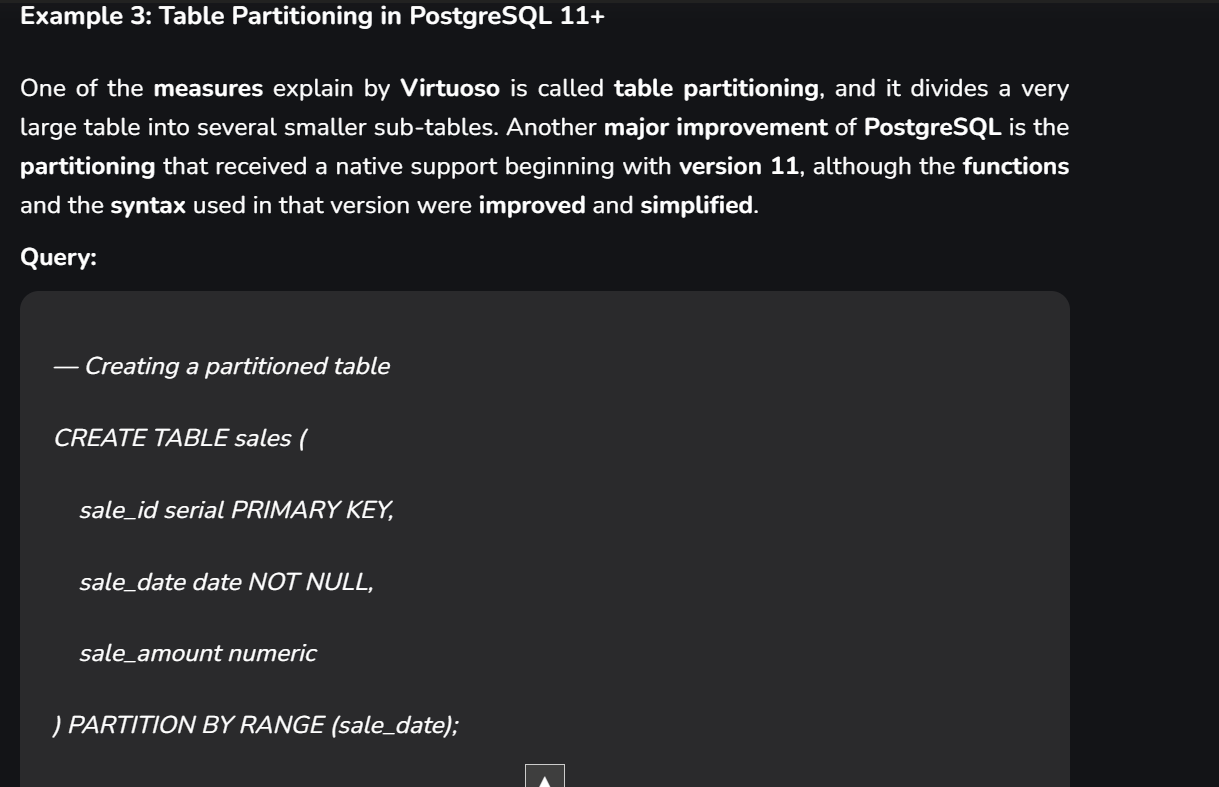 Example 3: Table Partitioning in PostgreSQL 11+
One of the measures explain by Virtuoso is called table partitioning, and it divides a very
large table into several smaller sub-tables. Another major improvement of PostgreSQL is the
partitioning that received a native support beginning with version 11, although the functions
and the syntax used in that version were improved and simplified.
Query:
— Creating a partitioned table
CREATE TABLE sales (
sale_id serial PRIMARY KEY,
sale_date date NOT NULL,
sale_amount numeric
) PARTITION BY RANGE (sale_date);